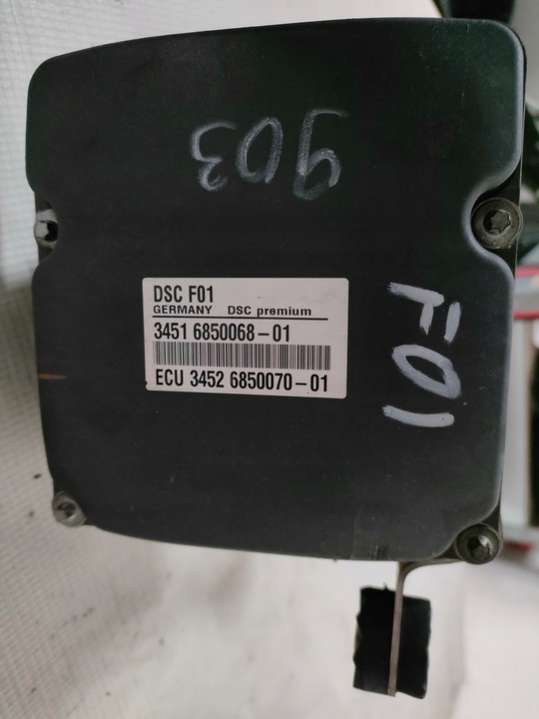 903
DSC F01
GERMANY DSC premium
3451 6850068-01
ECU 3452 6850070-01
F01